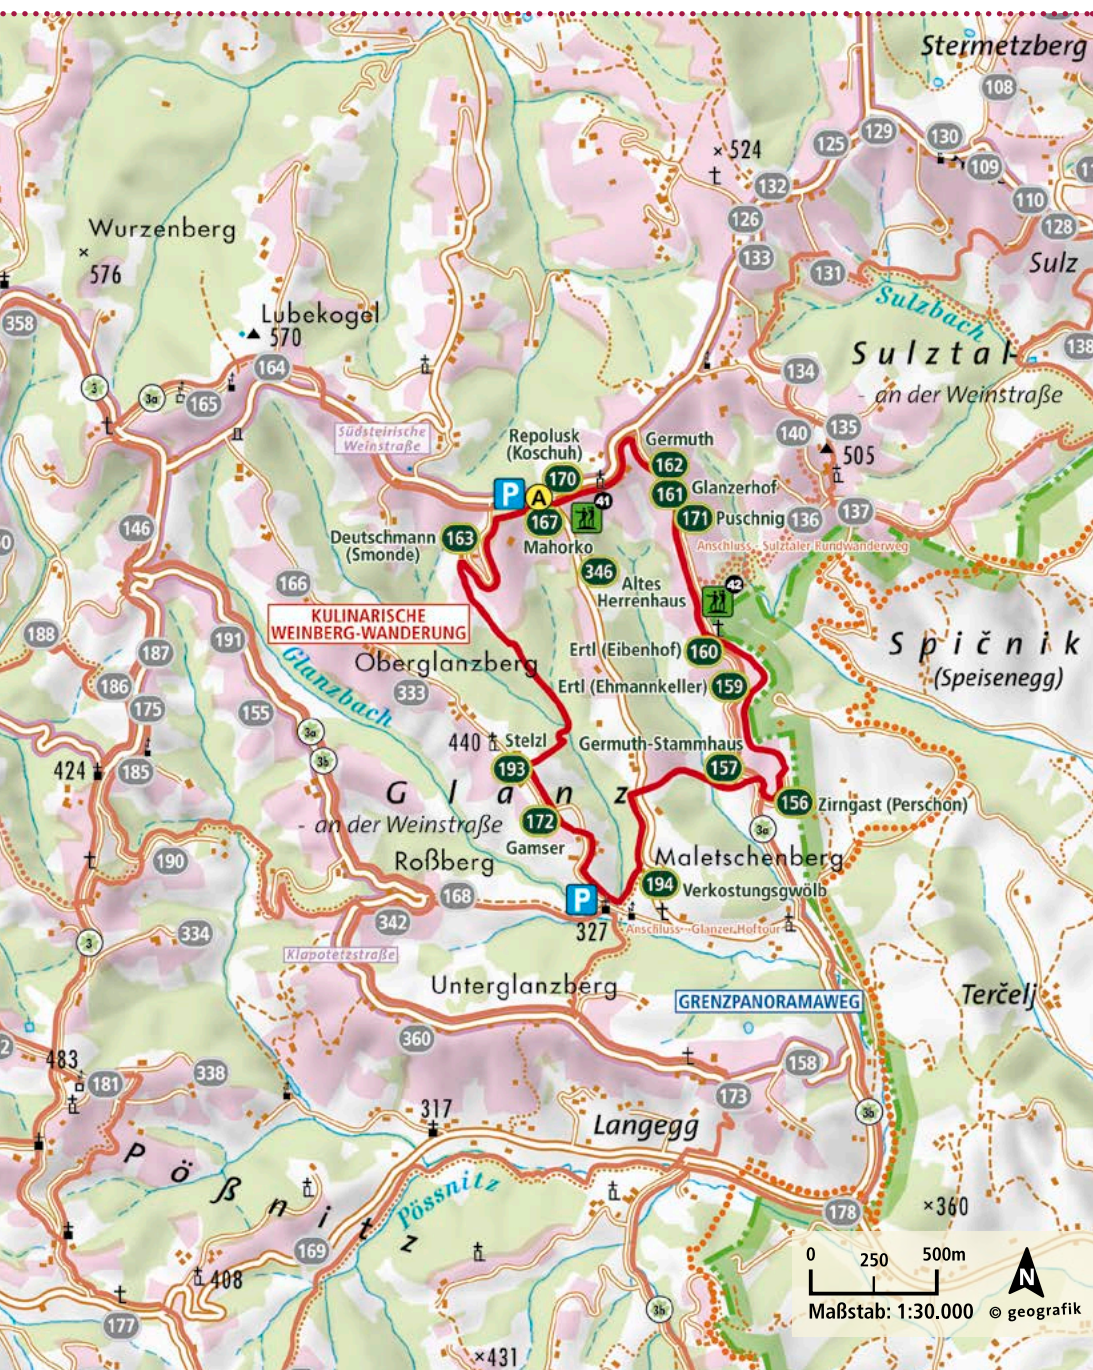 Stermetzberg
108
129
130
125
524
109
132
110
126
128
Wurzenberg
133
Sulz
131
576
Sulzbach
358
Lubekogel
570
138
Sulztal-
164
134
3
3a
an der Weinstraße
165
Südsteirische
Weinstraße
140
135
Repolusk
(Koschuh)
Germuth
505
162
170
P
A
41
161
Glanzerhof
137
146
167
171
Puschnig
136
Deutschmann
(Smonde)
163
Mahorko
Anschluss - Sulztaler Rundwanderweg
346
Altes
Herrenhaus
166
42
KULINARISCHE
WEINBERG-WANDERUNG
188
191
187
Spičnik
(Speisenegg)
Ertl (Eibenhof)
160
Oberglanzberg
Glanzbach
186
333
Ertl (Ehmannkeller)
159
175
155
3a
440
Stelzl
Germuth-Stammhaus
3b
424
185
193
157
Glanz
156
Zirngast (Perschon)
- an der Weinstraße
172
3a
Gamser
190
Roßberg
Maletschenberg
168
194
Verkostungsgwölb
P
342
327
Anschluss - Glanzer Hoftour
334
3
Klapotetzstraße
Unterglanzberg
GRENZPANORAMAWEG
Terčelj
360
483
158
338
181
173
317
3b
Langegg
Pößnitz
Pössnitz
×360
178
169
408
0
250
500m
N
3b
Maßstab: 1:30.000
© geografik
177
×431